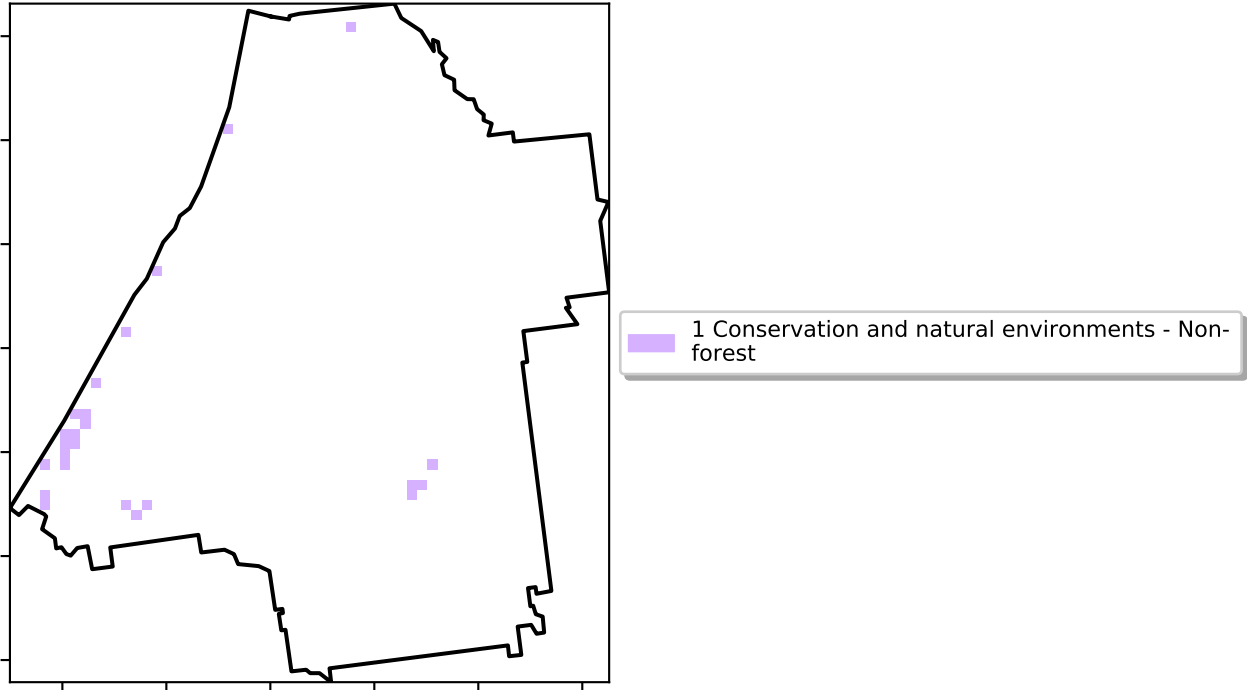 1 Conservation and natural environments - Non-
forest